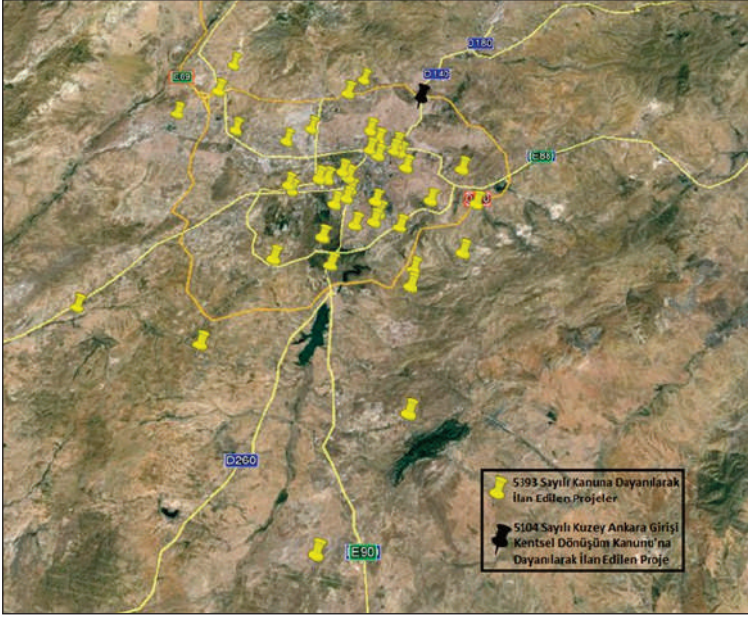 D180
E89
D140
E88
D260
E90
5393 Sayılı Kanuna Dayanılarak
İlan Edilen Projeler
5104 Sayılı Kuzey Ankara Girişi
Kentsel Dönüşüm Kanunu'na
Dayanılarak İlan Edilen Proje